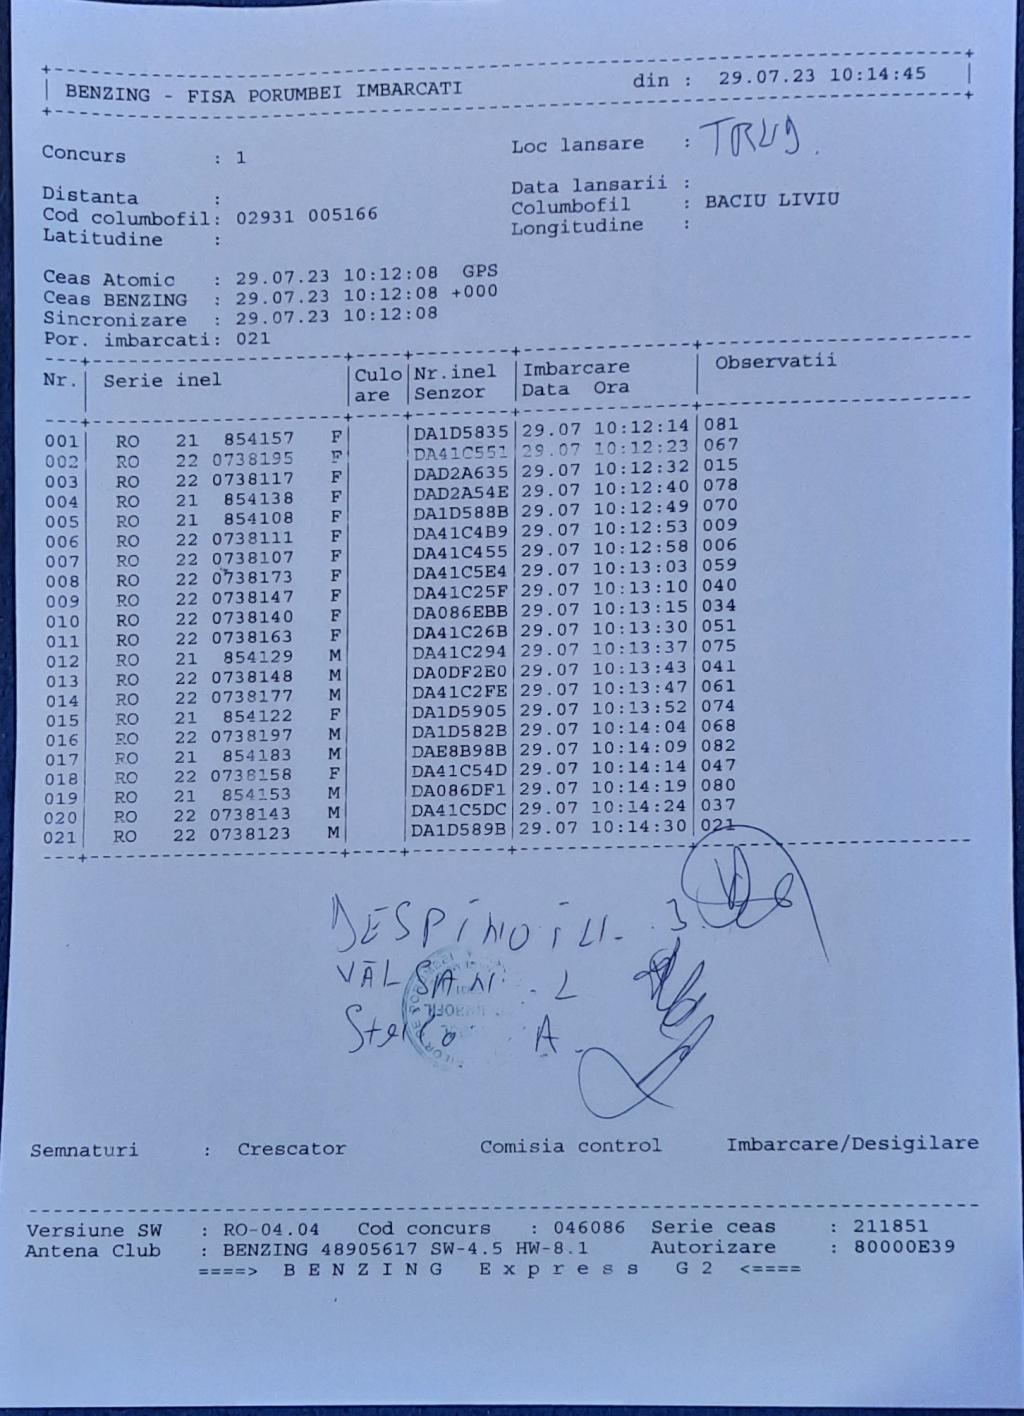 BENZING - FISA PORUMBEI IMBARCATI din : 29.07.23 10:14:45
Concurs : 1 Loc lansare : TRUD.
Distanta : Data lansarii :
Cod columbofil: 02931 005166 Columbofil : BACIU LIVIU
Latitudine : Longitudine :
Ceas Atomic : 29.07.23 10:12:08 GPS
Ceas BENZING : 29.07.23 10:12:08 +000
Sincronizare : 29.07.23 10:12:08
Por. imbarcati: 021
Nr. Serie inel Culo Nr.inel Imbarcare Observatii
are Senzor Data Ora
001 RO 21 854157 F DA1D5835 29.07 10:12:14 081
002 RO 22 0738195 F DA41C551 29.07 10:12:23 067
003 RO 22 0738117 F DAD2A635 29.07 10:12:32 015
004 RO 21 854138 F DAD2A54E 29.07 10:12:40 078
005 RO 21 854108 F DA1D588B 29.07 10:12:49 070
006 RO 22 0738111 F DA41C4B9 29.07 10:12:53 009
007 RO 22 0738107 F DA41C455 29.07 10:12:58 006
008 RO 22 0738173 F DA41C5E4 29.07 10:13:03 059
009 RO 22 0738147 F DA41C25F 29.07 10:13:10 040
010 RO 22 0738140 F DA086EBB 29.07 10:13:15 034
011 RO 22 0738163 F DA41C26B 29.07 10:13:30 051
012 RO 21 854129 M DA41C294 29.07 10:13:37 075
013 RO 22 0738148 M DA0DF2E0 29.07 10:13:43 041
014 RO 22 0738177 M DA41C2FE 29.07 10:13:47 061
015 RO 21 854122 F DA1D5905 29.07 10:13:52 074
016 RO 22 0738197 M DA1D582B 29.07 10:14:04 068
017 RO 21 854183 M DAE8B98B 29.07 10:14:09 082
018 RO 22 0738158 F DA41C54D 29.07 10:14:14 047
019 RO 21 854153 M DA086DF1 29.07 10:14:19 080
020 RO 22 0738143 M DA41C5DC 29.07 10:14:24 037
021 RO 22 0738123 M DA1D589B 29.07 10:14:30 021
VALSAN. L
A.
Semnaturi : Crescator Comisia control Imbarcare/Desigilare
Versiune SW : RO-04.04 Cod concurs : 046086 Serie ceas : 211851
Antena Club : BENZING 48905617 SW-4.5 HW-8.1 Autorizare : 80000E39
====> B E N Z I N G E x p r e s s G 2 <====